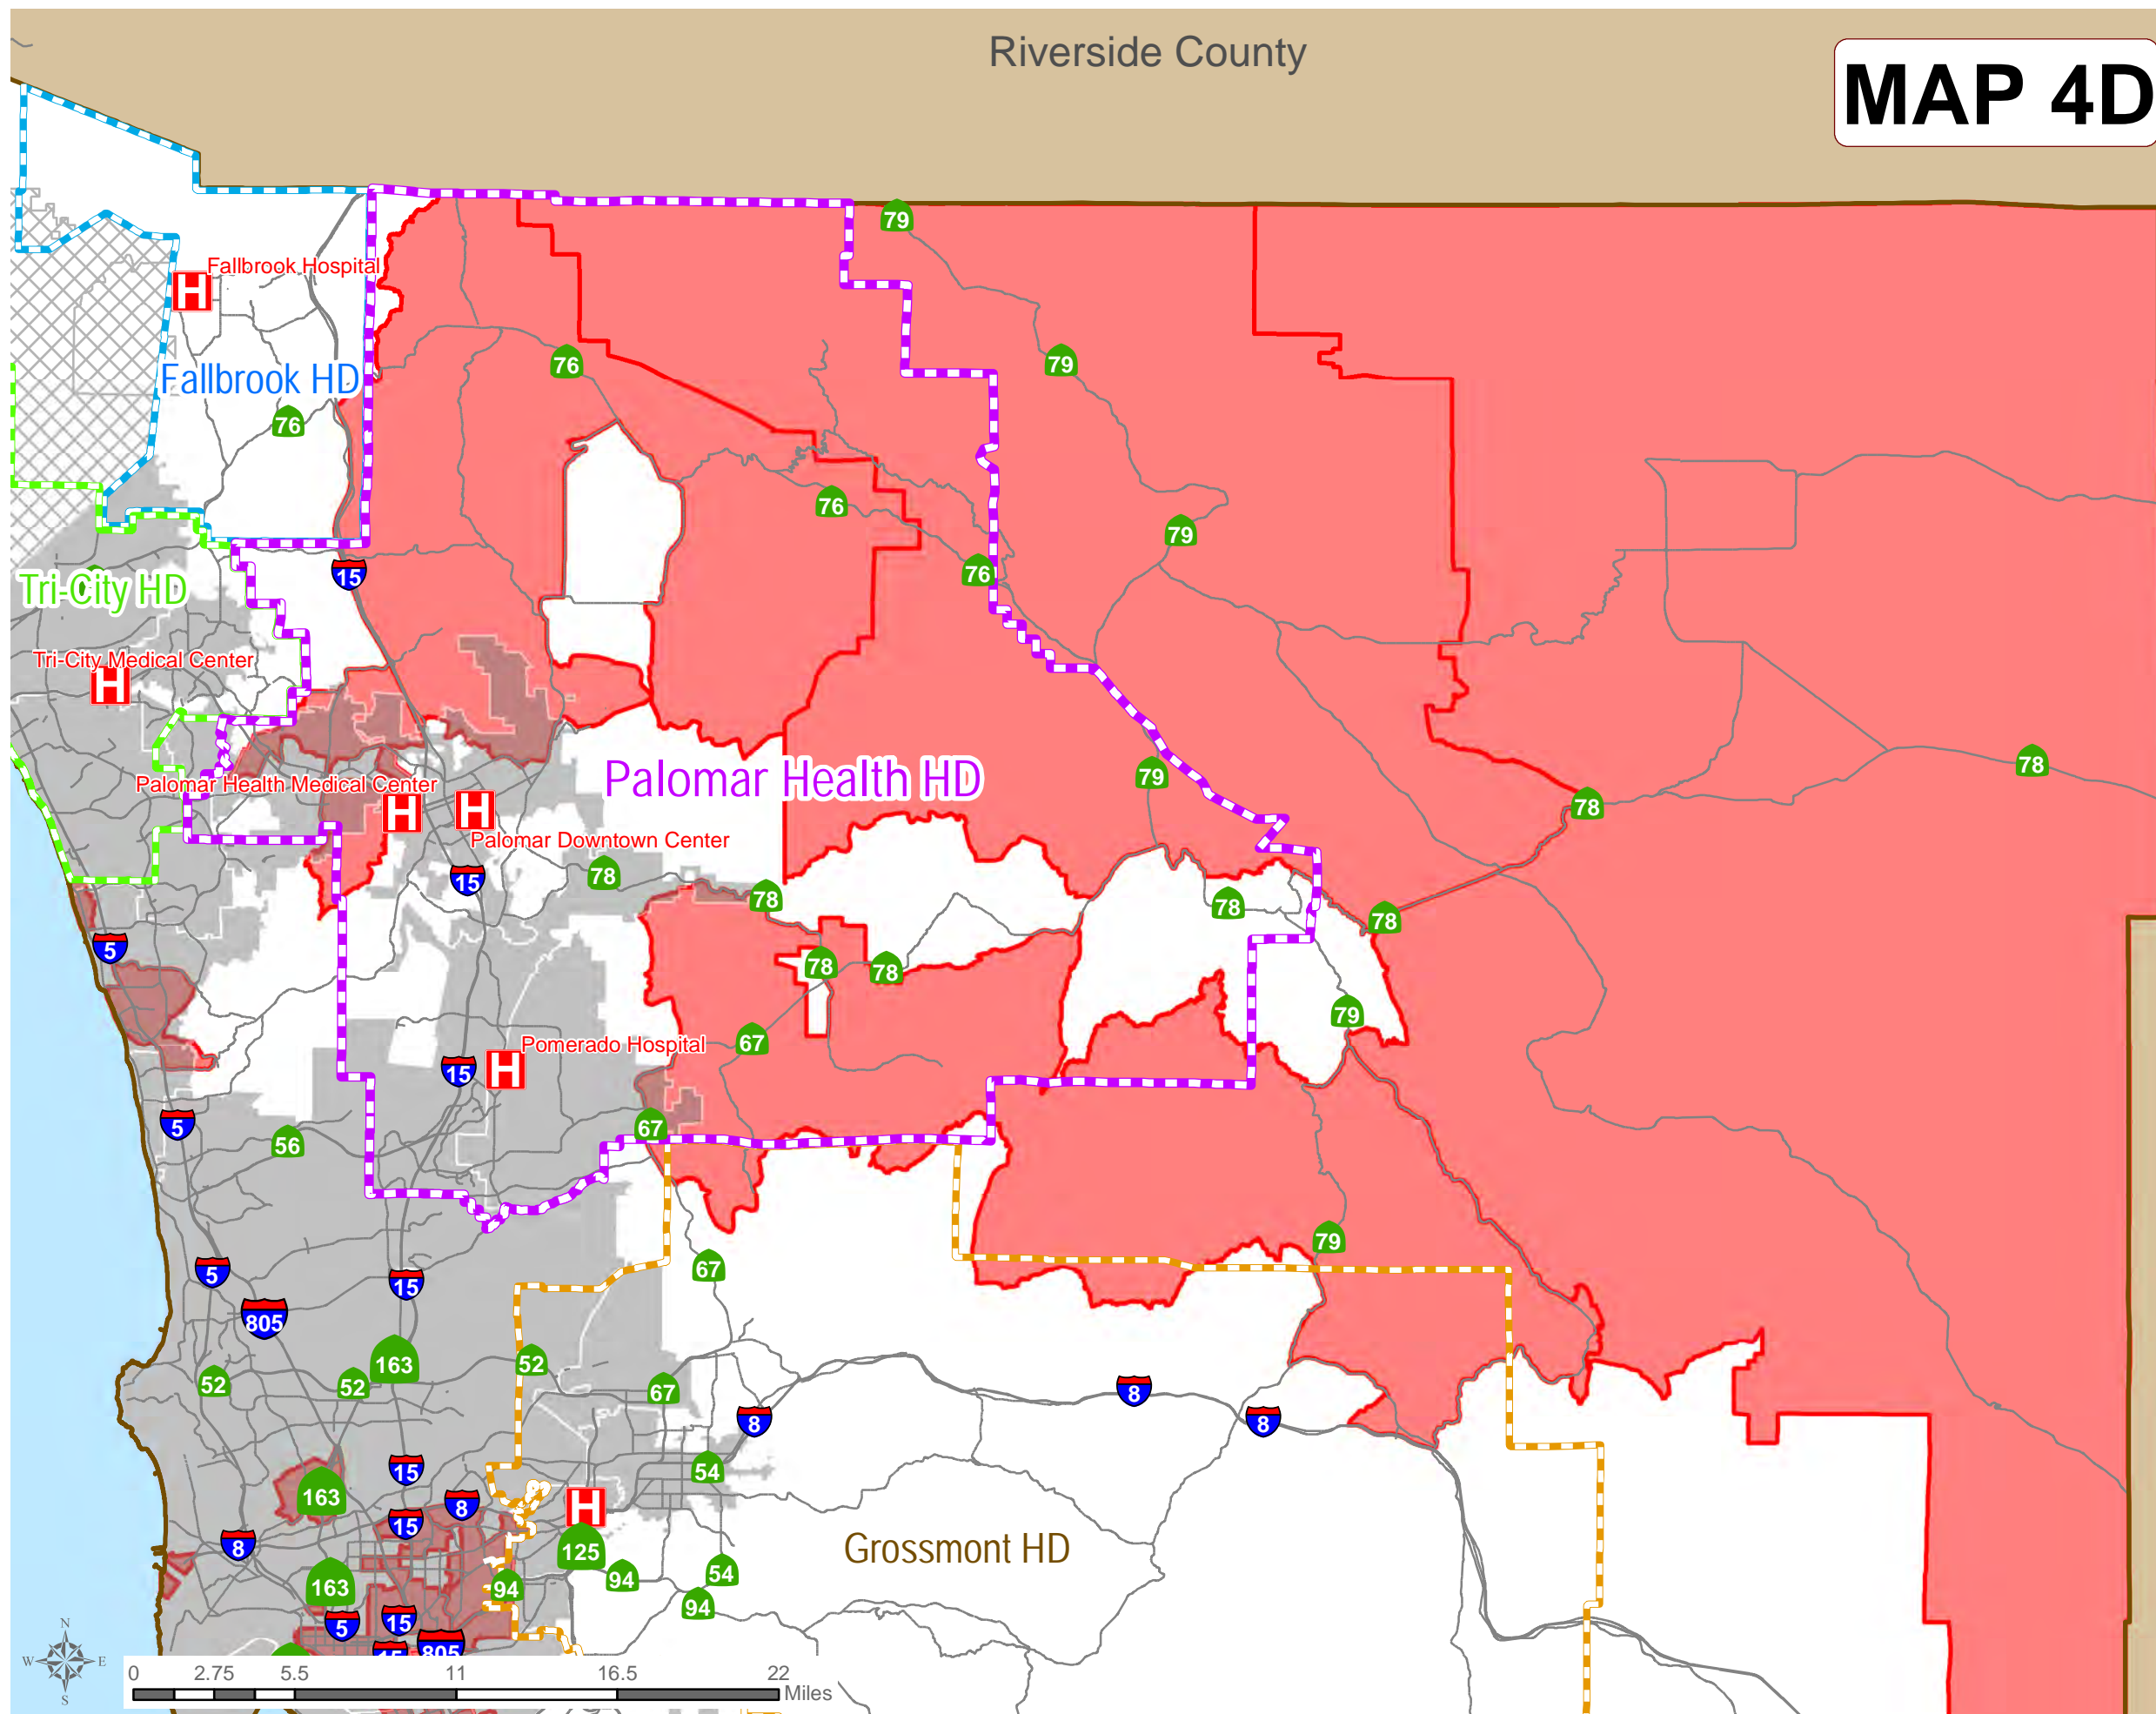 Riverside County
MAP 4D
79
Fallbrook Hospital
H
76
79
Fallbrook HD
76
76
79
15
76
Tri-City HD
Tri-City Medical Center
H
Palomar Health HD
79
78
78
Palomar Health Medical Center
H
H
Palomar Downtown Center
78
15
78
78
78
5
78
78
79
67
Pomerado Hospital
H
15
5
67
56
79
67
5
15
805
163
52
52
52
67
8
8
8
15
54
163
8
H
15
8
125
Grossmont HD
163
94
94
54
94
5
15
805
15
N
W
E
S
0
2.75
5.5
11
16.5
22
Miles